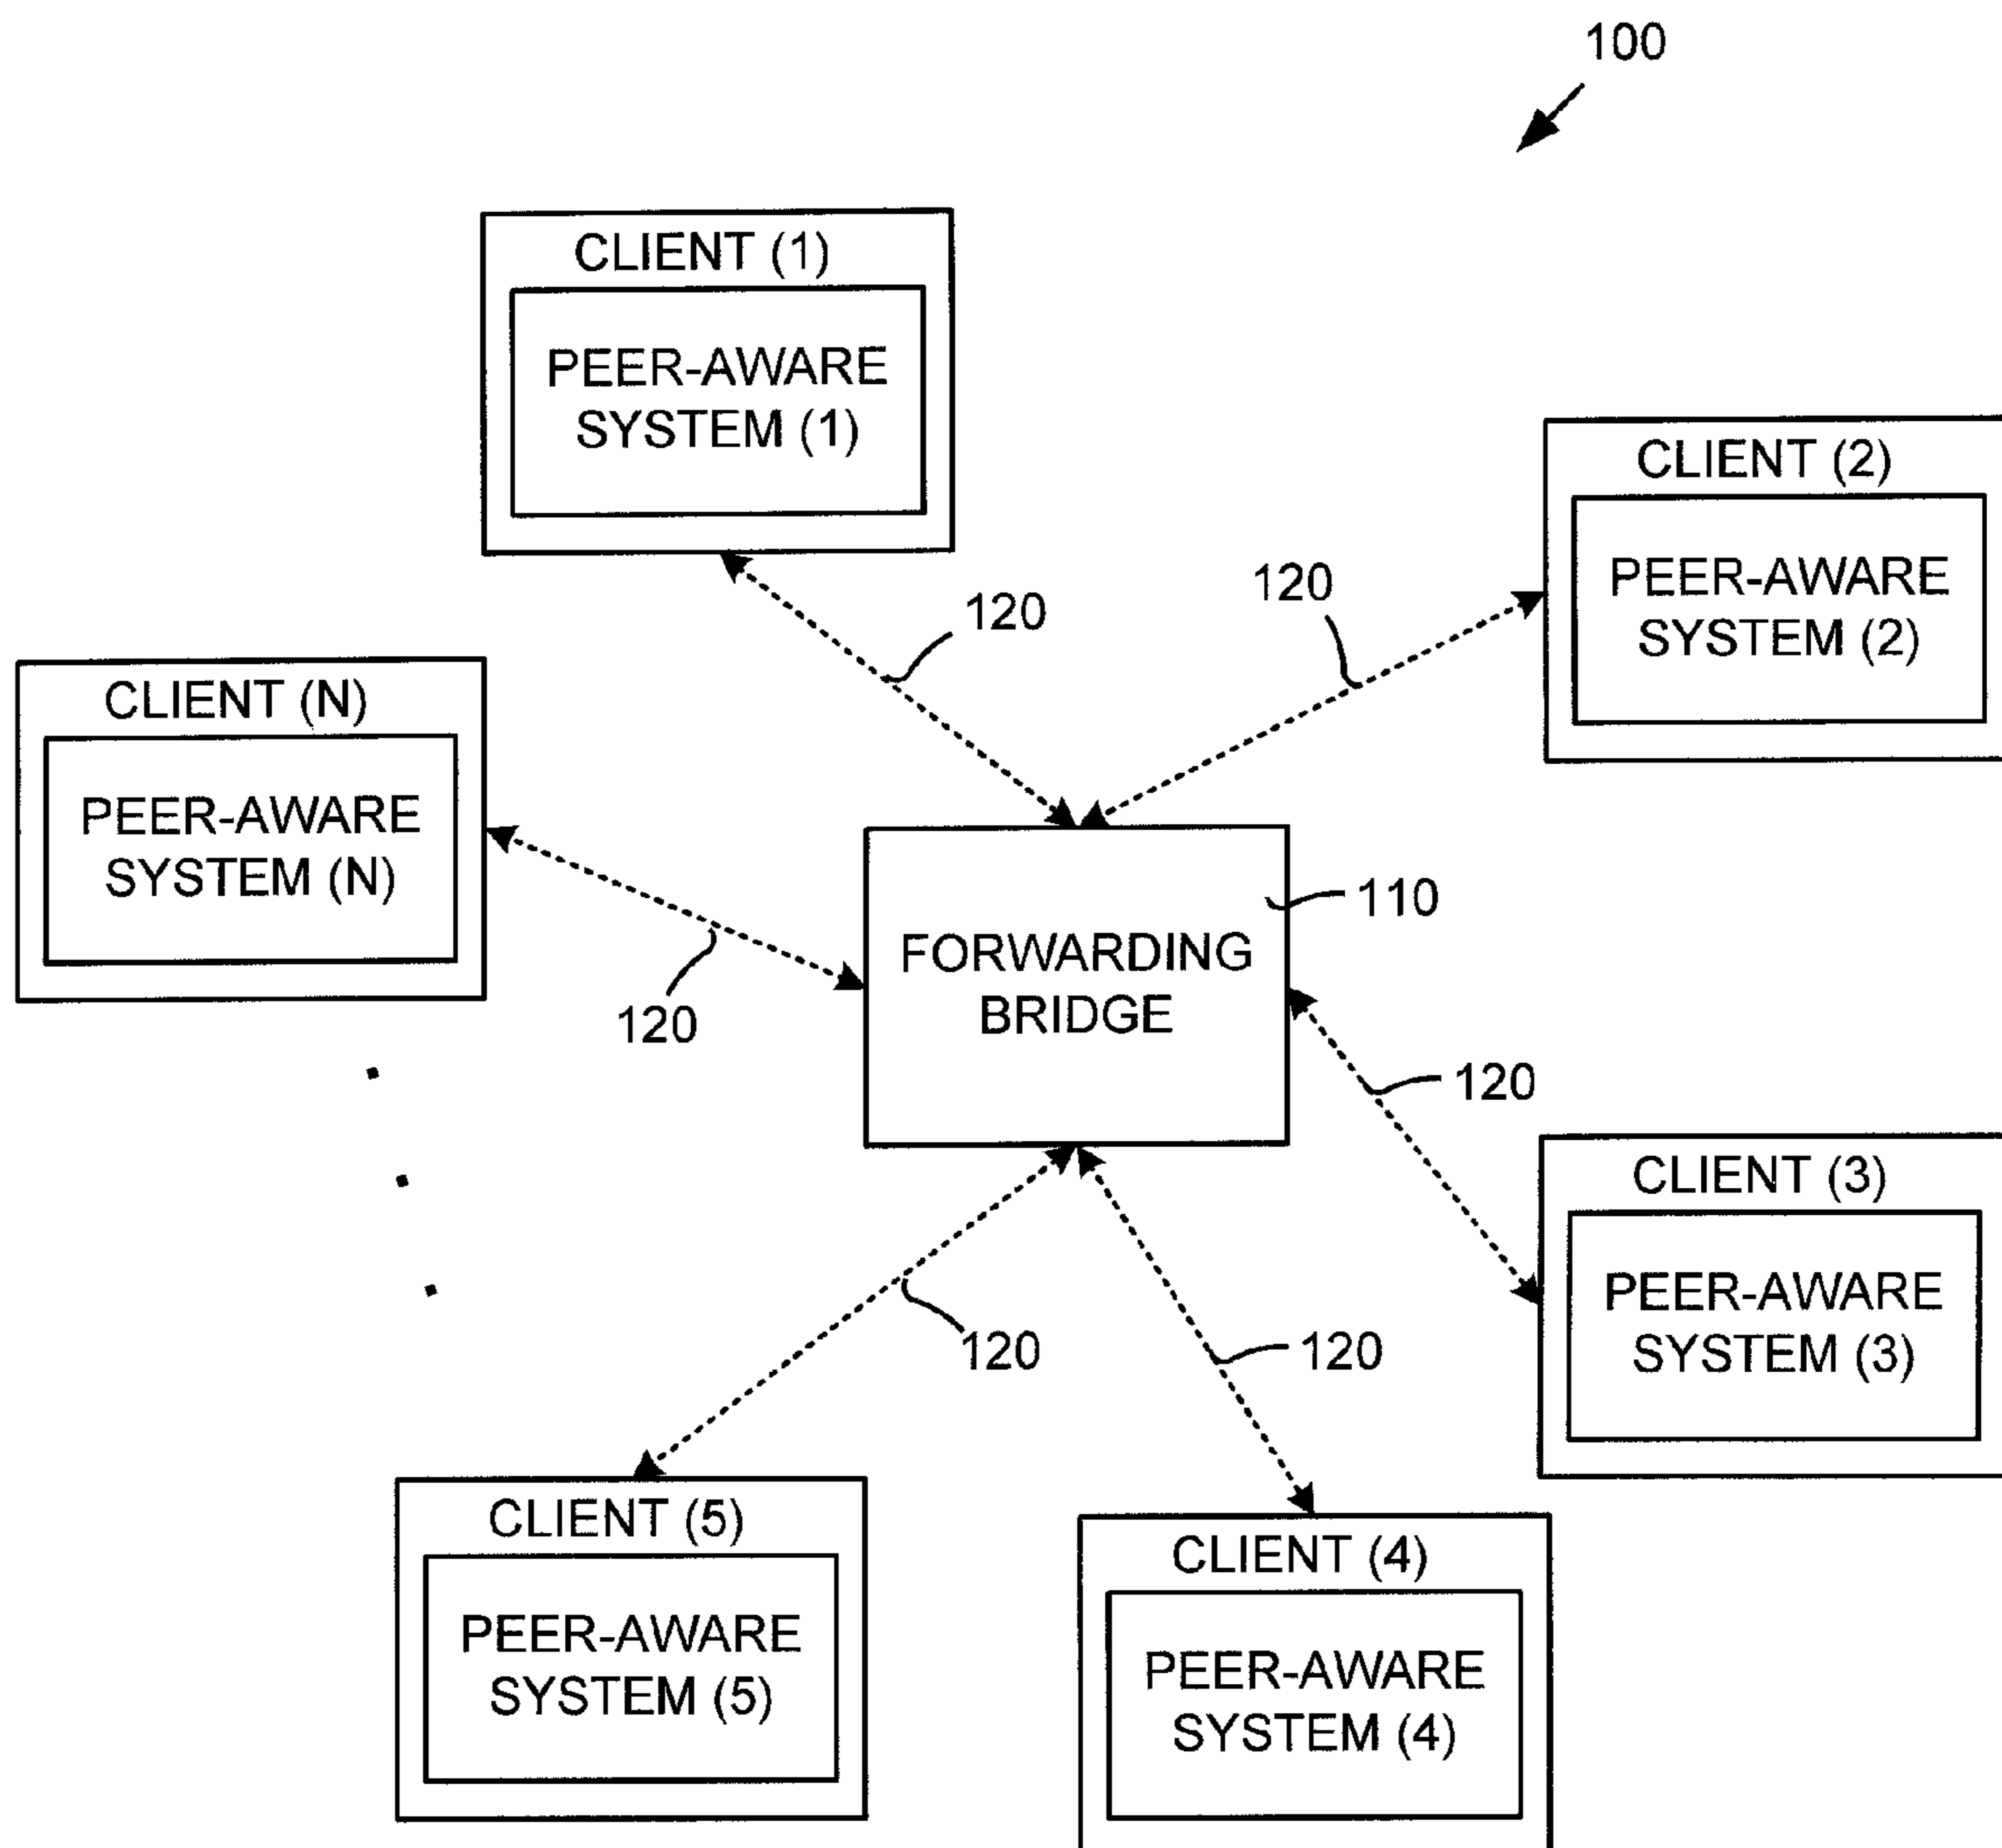 100
CLIENT (1)
PEER-AWARE
SYSTEM (1)
CLIENT (2)
PEER-AWARE
SYSTEM (2)
120
120
CLIENT (N)
PEER-AWARE
SYSTEM (N)
120
110
FORWARDING
BRIDGE
120
CLIENT (3)
PEER-AWARE
SYSTEM (3)
120
120
CLIENT (5)
PEER-AWARE
SYSTEM (5)
CLIENT (4)
PEER-AWARE
SYSTEM (4)